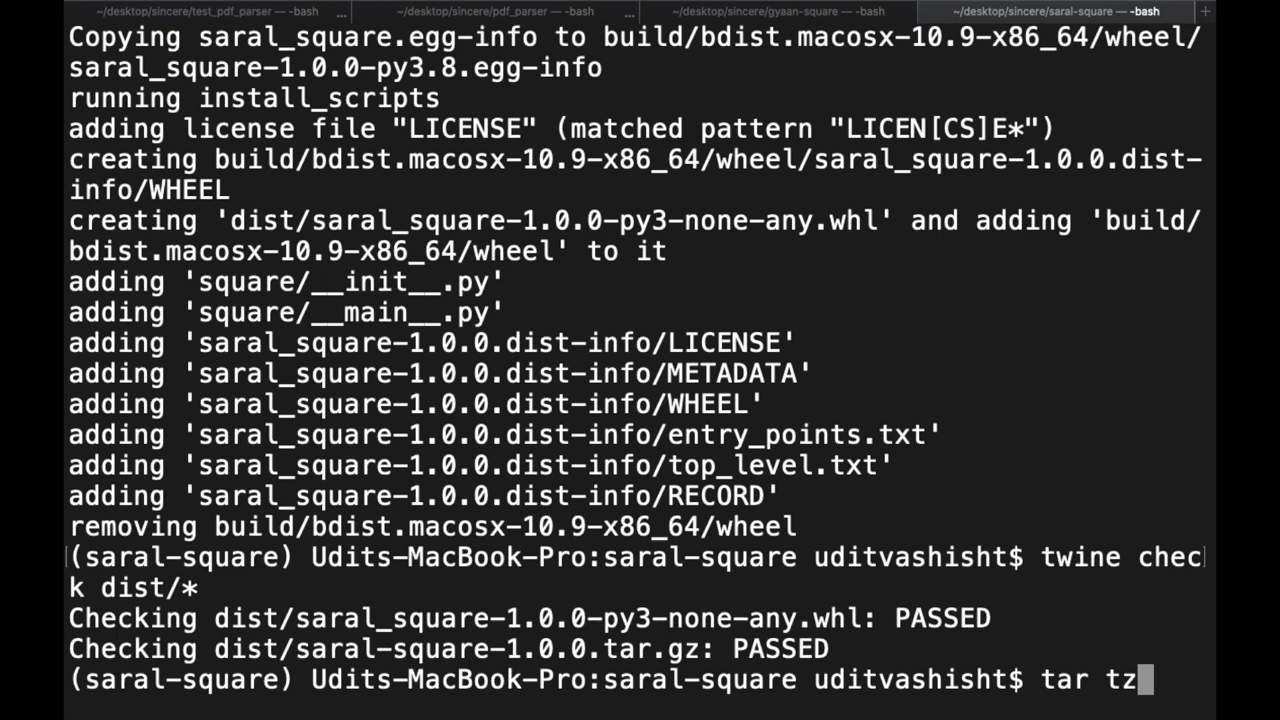 ~/desktop/sincere/test_pdf_parser — -bash ... ~/desktop/sincere/pdf_parser — -bash ... ~/desktop/sincere/gyaan-square — -bash ~/desktop/sincere/saral-square — -bash +
Copying saral_square.egg-info to build/bdist.macosx-10.9-x86_64/wheel/
saral_square-1.0.0-py3.8.egg-info
running install_scripts
adding license file "LICENSE" (matched pattern "LICEN[CS]E*")
creating build/bdist.macosx-10.9-x86_64/wheel/saral_square-1.0.0.dist-
info/WHEEL
creating 'dist/saral_square-1.0.0-py3-none-any.whl' and adding 'build/
bdist.macosx-10.9-x86_64/wheel' to it
adding 'square/__init__.py'
adding 'square/__main__.py'
adding 'saral_square-1.0.0.dist-info/LICENSE'
adding 'saral_square-1.0.0.dist-info/METADATA'
adding 'saral_square-1.0.0.dist-info/WHEEL'
adding 'saral_square-1.0.0.dist-info/entry_points.txt'
adding 'saral_square-1.0.0.dist-info/top_level.txt'
adding 'saral_square-1.0.0.dist-info/RECORD'
removing build/bdist.macosx-10.9-x86_64/wheel
(saral-square) Udits-MacBook-Pro:saral-square uditvashisht$ twine chec
k dist/*
Checking dist/saral_square-1.0.0-py3-none-any.whl: PASSED
Checking dist/saral-square-1.0.0.tar.gz: PASSED
(saral-square) Udits-MacBook-Pro:saral-square uditvashisht$ tar tz